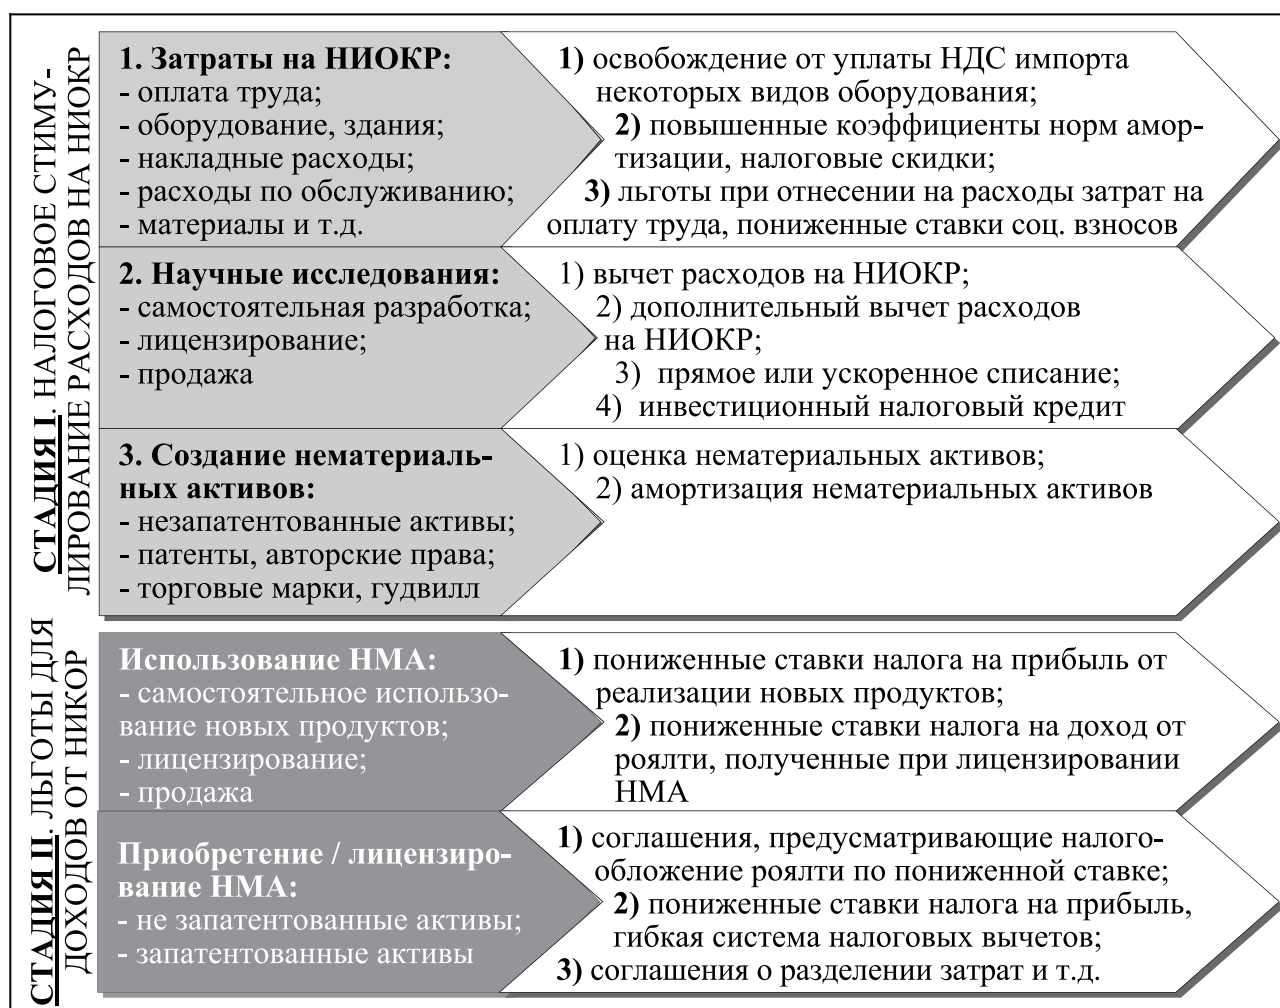 СТАДИЯ I. НАЛОГОВОЕ СТИМУ-
ЛИРОВАНИЕ РАСХОДОВ НА НИОКР
1. Затраты на НИОКР:
- оплата труда;
- оборудование, здания;
- накладные расходы;
- расходы по обслуживанию;
- материалы и т.д.
1) освобождение от уплаты НДС импорта
некоторых видов оборудования;
2) повышенные коэффициенты норм амор-
тизации, налоговые скидки;
3) льготы при отнесении на расходы затрат на
оплату труда, пониженные ставки соц. взносов
2. Научные исследования:
- самостоятельная разработка;
- лицензирование;
- продажа
1) вычет расходов на НИОКР;
2) дополнительный вычет расходов
на НИОКР;
3) прямое или ускоренное списание;
4) инвестиционный налоговый кредит
3. Создание нематериаль-
ных активов:
- незапатентованные активы;
- патенты, авторские права;
- торговые марки, гудвилл
1) оценка нематериальных активов;
2) амортизация нематериальных активов
СТАДИЯ II. ЛЬГОТЫ ДЛЯ
ДОХОДОВ ОТ НИКОР
Использование НМА:
- самостоятельное использо-
вание новых продуктов;
- лицензирование;
- продажа
1) пониженные ставки налога на прибыль от
реализации новых продуктов;
2) пониженные ставки налога на доход от
роялти, полученные при лицензировании
НМА
Приобретение / лицензиро-
вание НМА:
- не запатентованные активы;
- запатентованные активы
1) соглашения, предусматривающие налого-
обложение роялти по пониженной ставке;
2) пониженные ставки налога на прибыль,
гибкая система налоговых вычетов;
3) соглашения о разделении затрат и т.д.